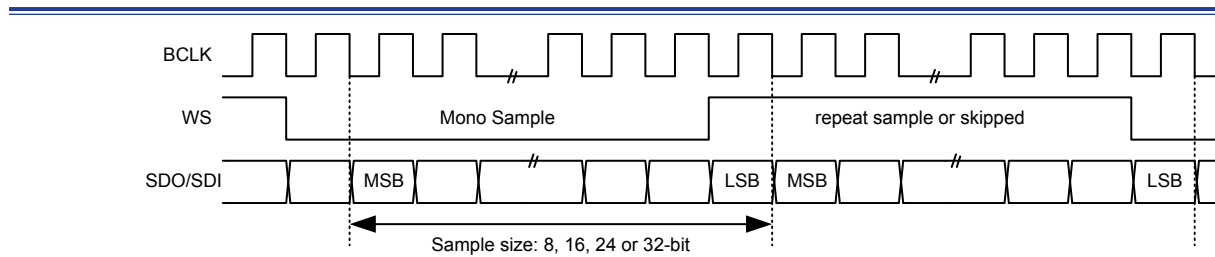 BCLK
WS
Mono Sample
repeat sample or skipped
SDO/SDI
MSB
LSB
MSB
LSB
Sample size: 8, 16, 24 or 32-bit